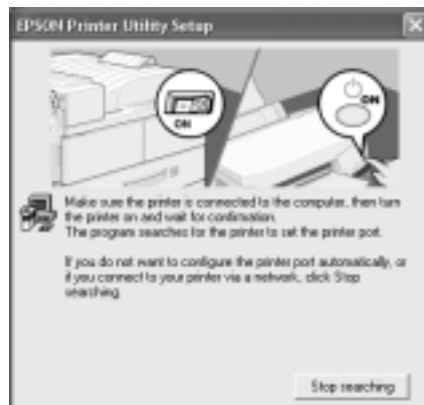 EPSON Printer Utility Setup
ON
ON
Make sure the printer is connected to the computer, then turn
the printer on and wait for confirmation.
The program searches for the printer to set the printer port.
If you do not want to configure the printer port automatically, or
if you connect to your printer via a network, click Stop
searching.
Stop searching